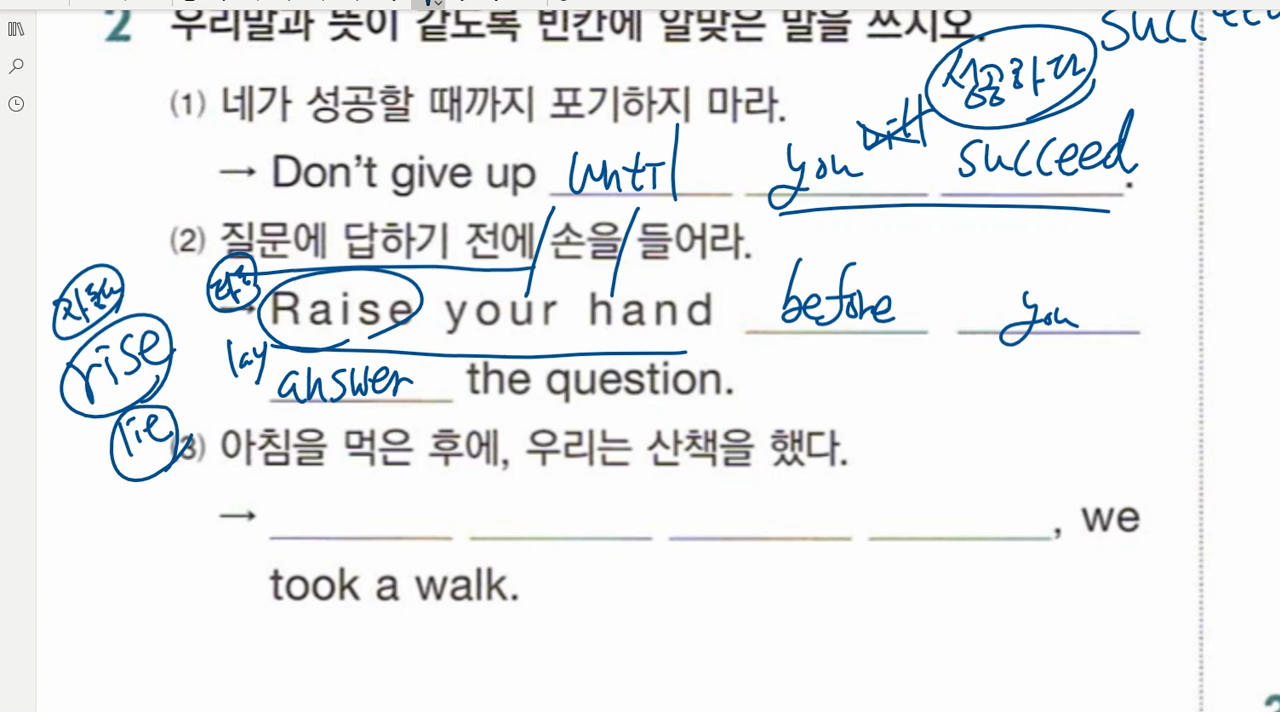 2 우리말과 뜻이 같도록 빈칸에 알맞은 말을 쓰시오.
성공하다
(1) 네가 성공할 때까지 포기하지 마라.
will
→ Don't give up until you succeed.
(2) 질문에 답하기 전에 / 손을 / 들어라.
→ Raise your hand before you
rise
lay
answer the question.
lie
(3) 아침을 먹은 후에, 우리는 산책을 했다.
→ ____ ____ ____ ____, we
took a walk.